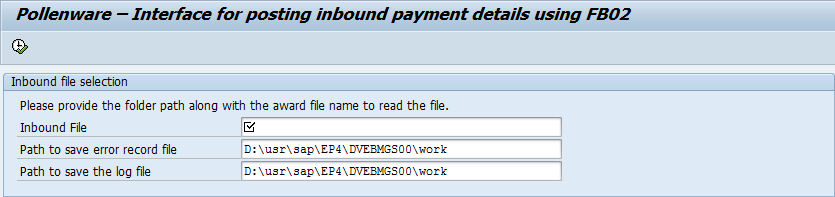 Pollenware – Interface for posting inbound payment details using FB02
Inbound file selection
Please provide the folder path along with the award file name to read the file.
Inbound File
Path to save error record file D:\usr\sap\EP4\DVEBMGS00\work
Path to save the log file D:\usr\sap\EP4\DVEBMGS00\work